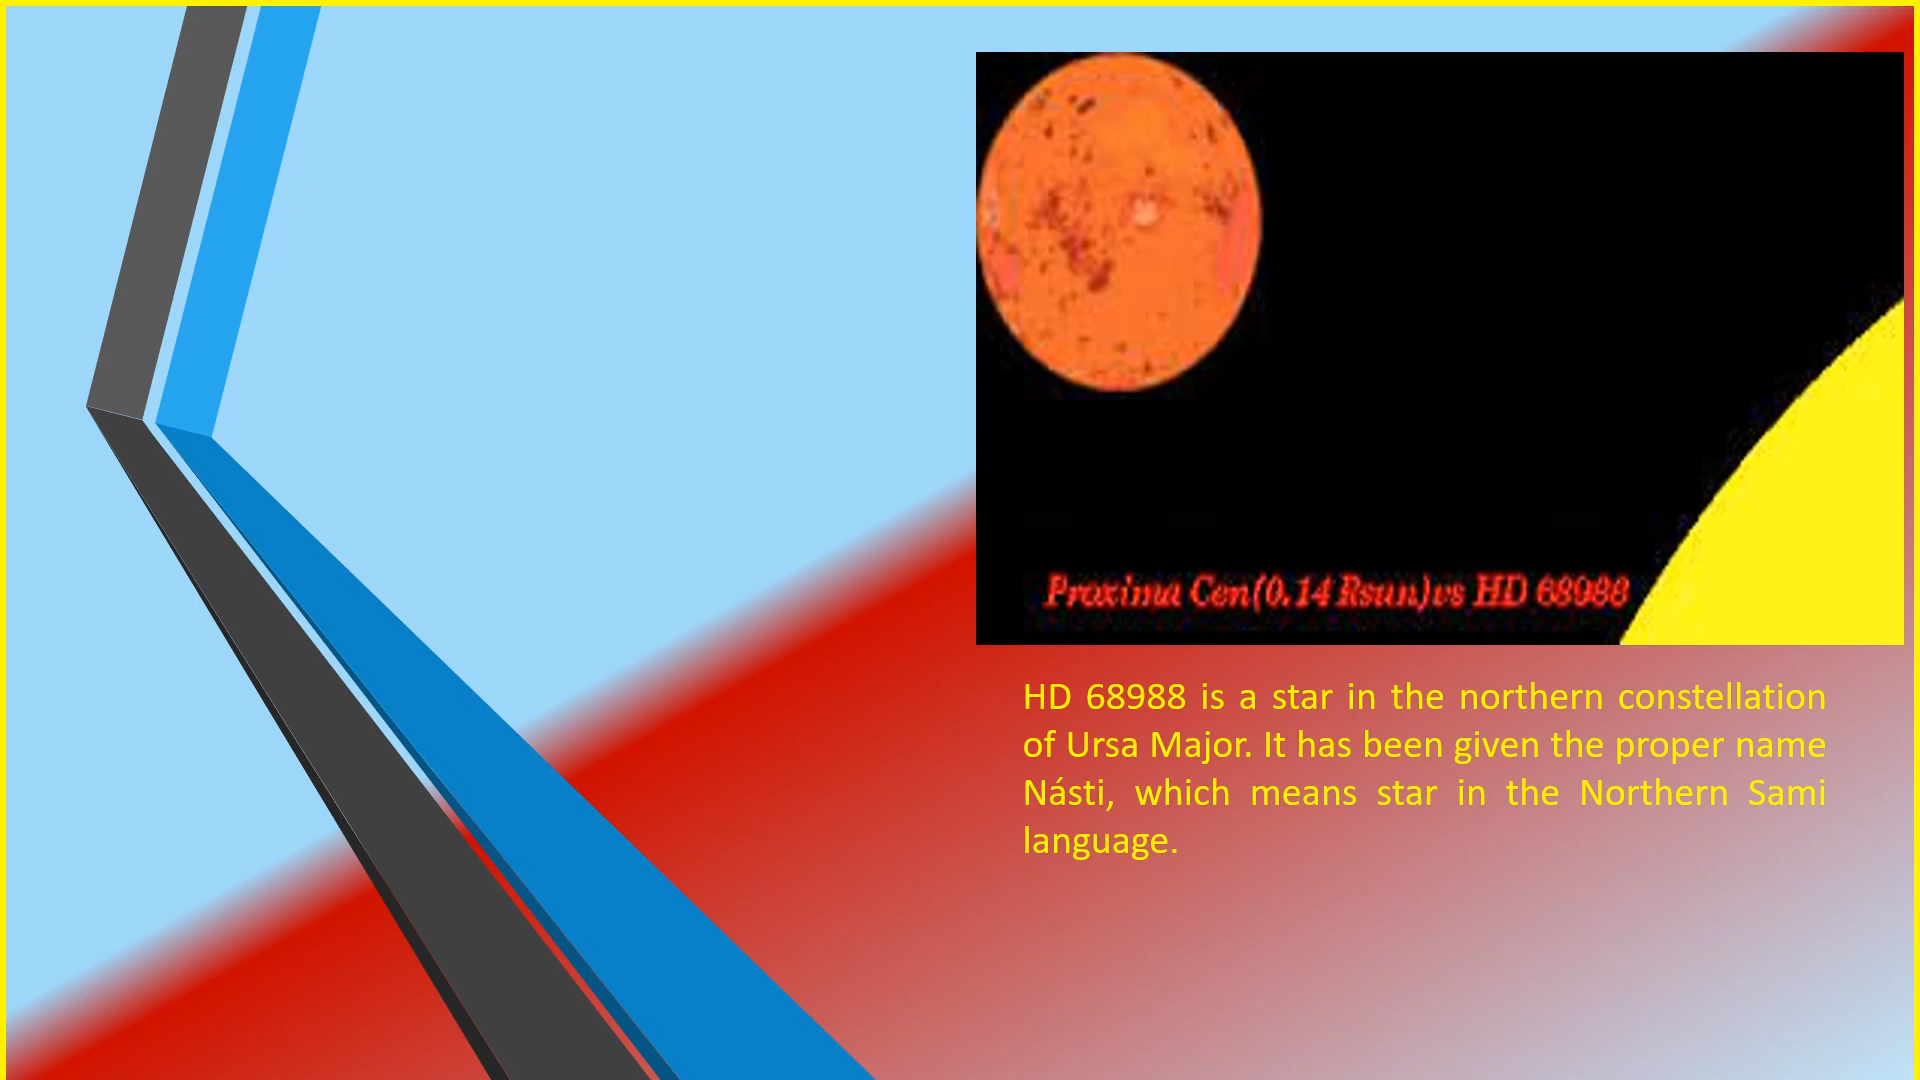 Proxima Cen(0.14 Rsun)vs HD 68988
HD 68988 is a star in the northern constellation
of Ursa Major. It has been given the proper name
Násti, which means star in the Northern Sami
language.